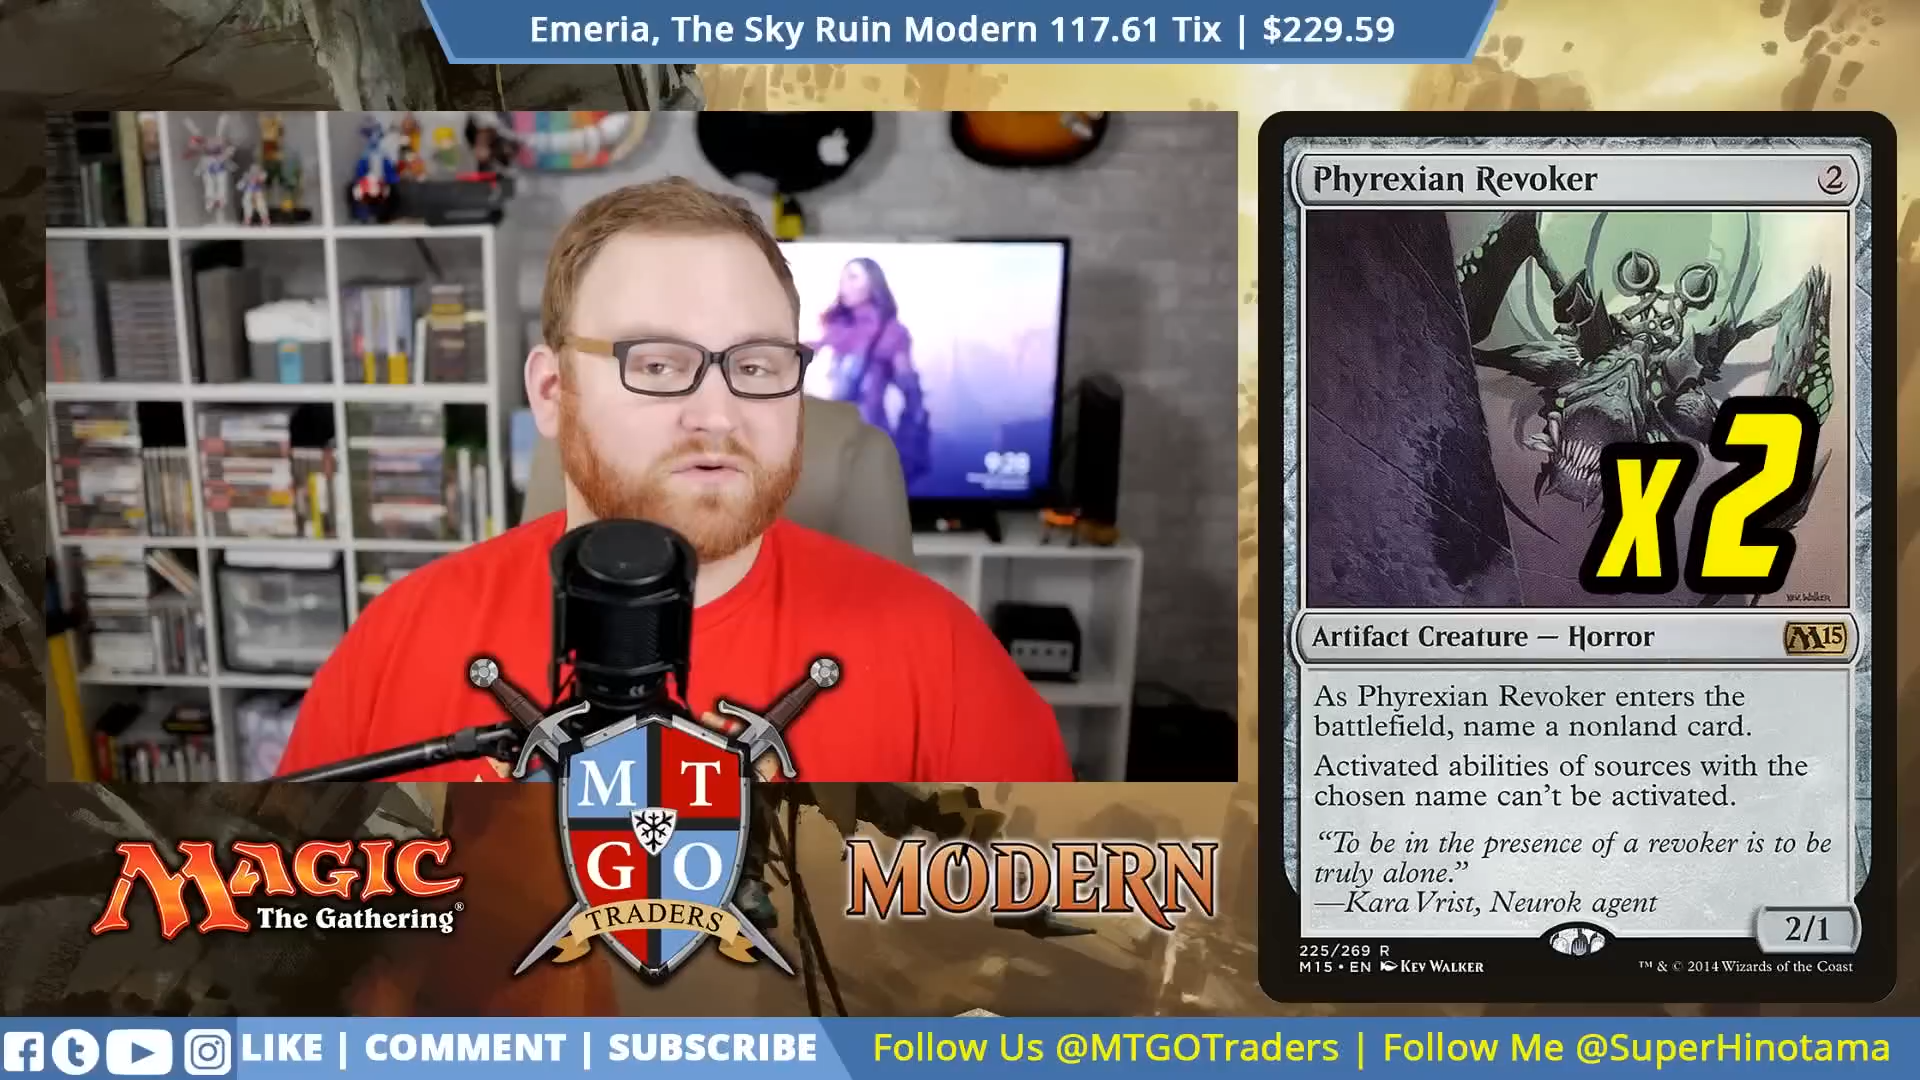 Emeria, The Sky Ruin Modern 117.61 Tix | $229.59
9:28
Phyrexian Revoker 2
x2
KEV. WALKER
Artifact Creature — Horror M15
As Phyrexian Revoker enters the
battlefield, name a nonland card.
Activated abilities of sources with the
chosen name can't be activated.
“To be in the presence of a revoker is to be
truly alone.”
—Kara Vrist, Neurok agent
2/1
225/269 R
M15 • EN KEV WALKER
™ & © 2014 Wizards of the Coast
MAGIC
The Gathering®
M T
G O
TRADERS
MODERN
LIKE | COMMENT | SUBSCRIBE
Follow Us @MTGOTraders | Follow Me @SuperHinotama